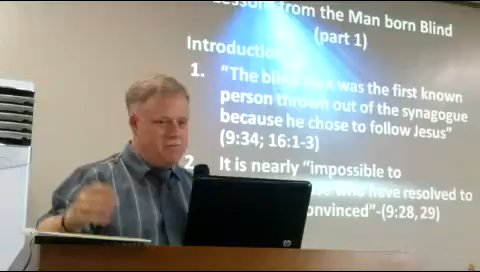 from the Man born Blind
(part 1)
Introduction
1. “The blind man was the first known
person thrown out of the synagogue
because he chose to follow Jesus”
(9:34; 16:1-3)
2 It is nearly “impossible to
who have resolved to
onvinced”-(9:28,29)
hp